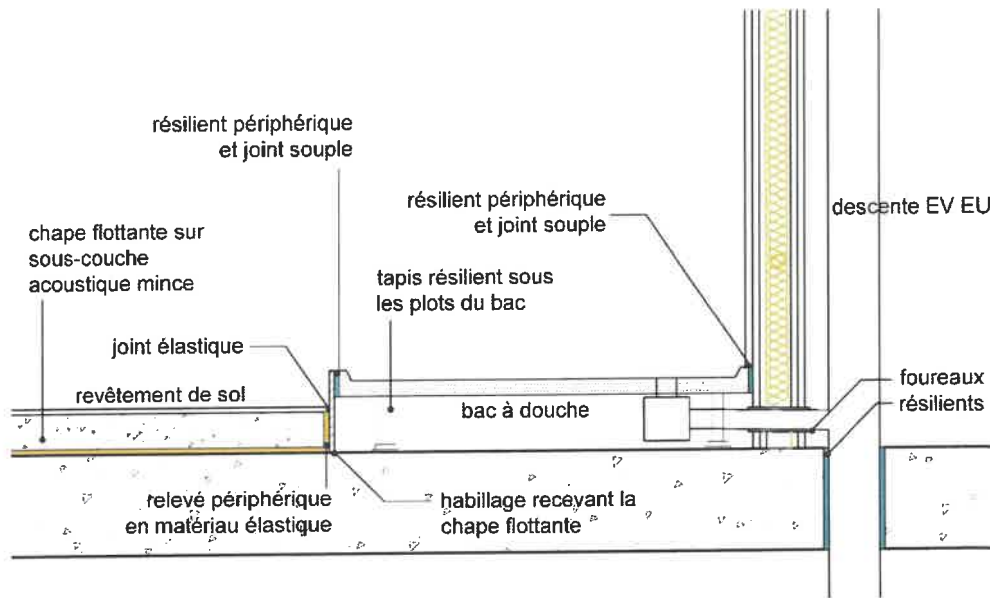 résilient périphérique
et joint souple
résilient périphérique
et joint souple
descente EV EU
chape flottante sur
sous-couche
acoustique mince
tapis résilient sous
les plots du bac
joint élastique
revêtement de sol
bac à douche
foureaux
résilients
relevé périphérique
en matériau élastique
habillage recevant la
chape flottante